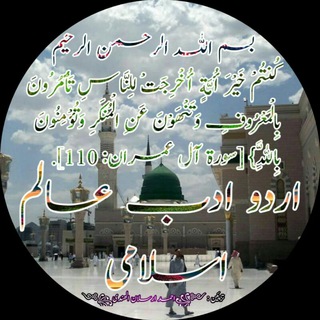 بسم اللہ الرحمن الرحیم
كُنتُمْ خَيْرَ أُمَّةٍ أُخْرِجَتْ لِلنَّاسِ تَأْمُرُونَ
بِالْمَعْرُوفِ وَتَنْهَوْنَ عَنِ الْمُنكَرِ وَتُؤْمِنُونَ
بِاللَّهِ﴾ [سورة آل عمران: 110].
اردو ادب عالم
اسلامی